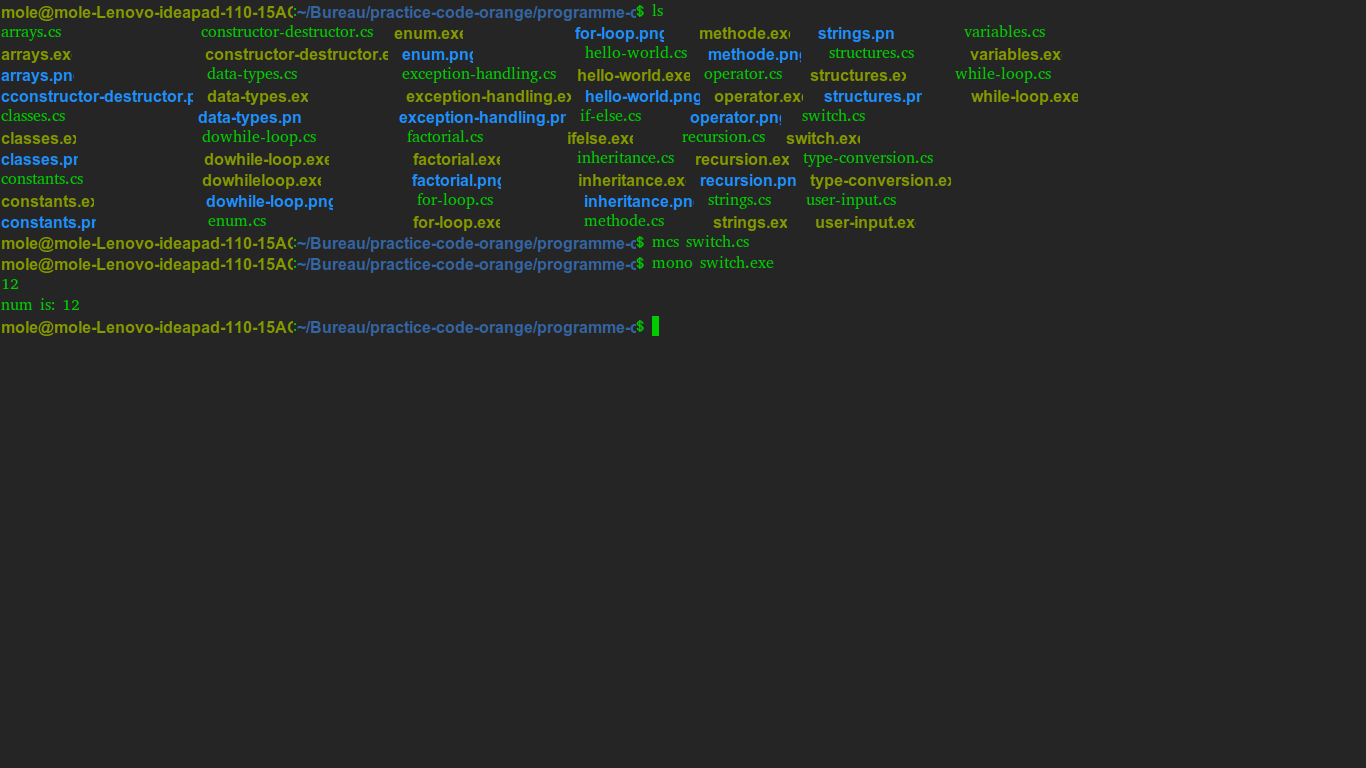 mole@mole-Lenovo-ideapad-110-15AC:~/Bureau/practice-code-orange/programme-c$ ls
arrays.cs constructor-destructor.cs enum.exe for-loop.png methode.exe strings.pn variables.cs
arrays.ex constructor-destructor.e enum.png hello-world.cs methode.png structures.cs variables.ex
arrays.pn data-types.cs exception-handling.cs hello-world.exe operator.cs structures.ex while-loop.cs
cconstructor-destructor.p data-types.ex exception-handling.ex hello-world.png operator.exe structures.pr while-loop.exe
classes.cs data-types.pn exception-handling.pr if-else.cs operator.png switch.cs
classes.ex dowhile-loop.cs factorial.cs ifelse.exe recursion.cs switch.exe
classes.pr dowhile-loop.exe factorial.exe inheritance.cs recursion.ex type-conversion.cs
constants.cs dowhileloop.exe factorial.png inheritance.ex recursion.pn type-conversion.ex
constants.ex dowhile-loop.png for-loop.cs inheritance.pn strings.cs user-input.cs
constants.pr enum.cs for-loop.exe methode.cs strings.ex user-input.ex
mole@mole-Lenovo-ideapad-110-15AC:~/Bureau/practice-code-orange/programme-c$ mcs switch.cs
mole@mole-Lenovo-ideapad-110-15AC:~/Bureau/practice-code-orange/programme-c$ mono switch.exe
12
num is: 12
mole@mole-Lenovo-ideapad-110-15AC:~/Bureau/practice-code-orange/programme-c$